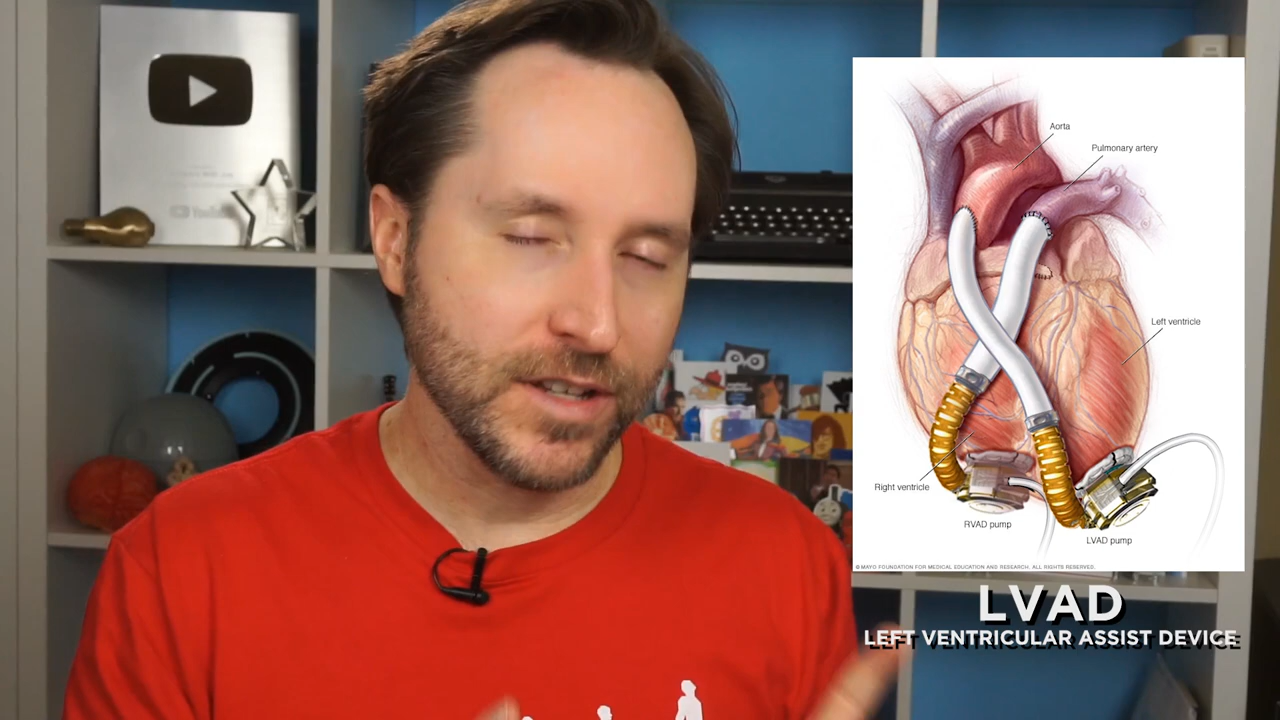 Aorta
Pulmonary artery
Left ventricle
Right ventricle
RVAD pump
LVAD pump
© MAYO FOUNDATION FOR MEDICAL EDUCATION AND RESEARCH. ALL RIGHTS RESERVED.
LVAD
LEFT VENTRICULAR ASSIST DEVICE